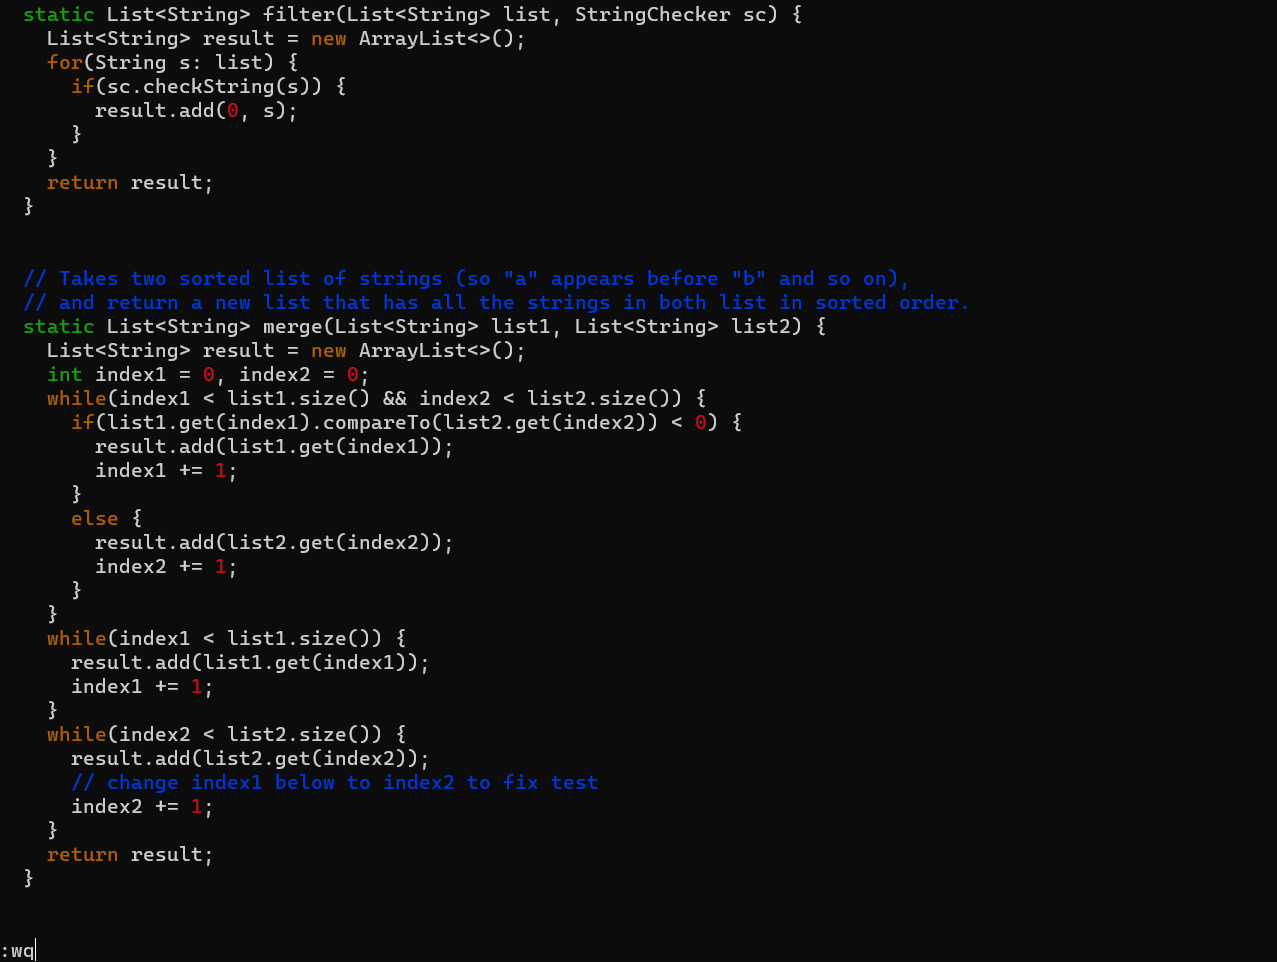 static List<String> filter(List<String> list, StringChecker sc) {
List<String> result = new ArrayList<>();
for(String s: list) {
if(sc.checkString(s)) {
result.add(0, s);
}
}
return result;
}
// Takes two sorted list of strings (so "a" appears before "b" and so on),
// and return a new list that has all the strings in both list in sorted order.
static List<String> merge(List<String> list1, List<String> list2) {
List<String> result = new ArrayList<>();
int index1 = 0, index2 = 0;
while(index1 < list1.size() && index2 < list2.size()) {
if(list1.get(index1).compareTo(list2.get(index2)) < 0) {
result.add(list1.get(index1));
index1 += 1;
}
else {
result.add(list2.get(index2));
index2 += 1;
}
}
while(index1 < list1.size()) {
result.add(list1.get(index1));
index1 += 1;
}
while(index2 < list2.size()) {
result.add(list2.get(index2));
// change index1 below to index2 to fix test
index2 += 1;
}
return result;
}
:wq